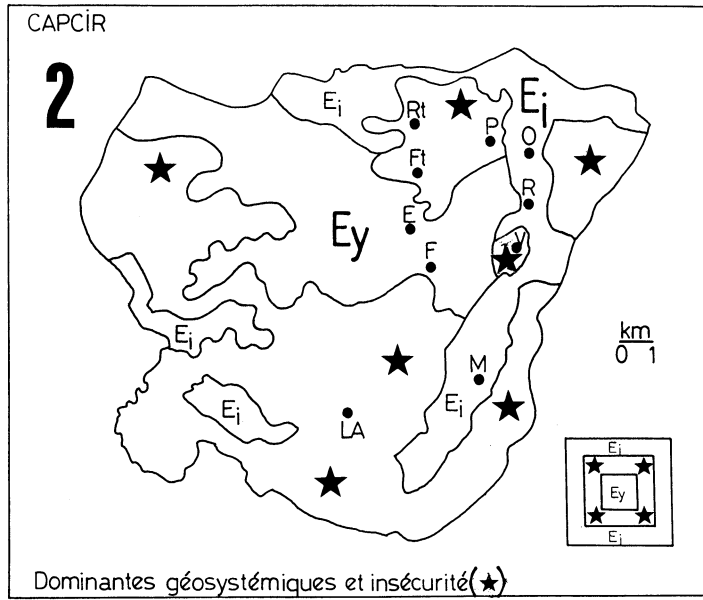 CAPCIR
2
Ei
Ei
Rt
P
O
Ft
R
E
Ey
V
F
km
0 1
Ei
M
Ei
Ei
LA
Ei
Ey
Ei
Dominantes géosystémiques et insécurité(★)